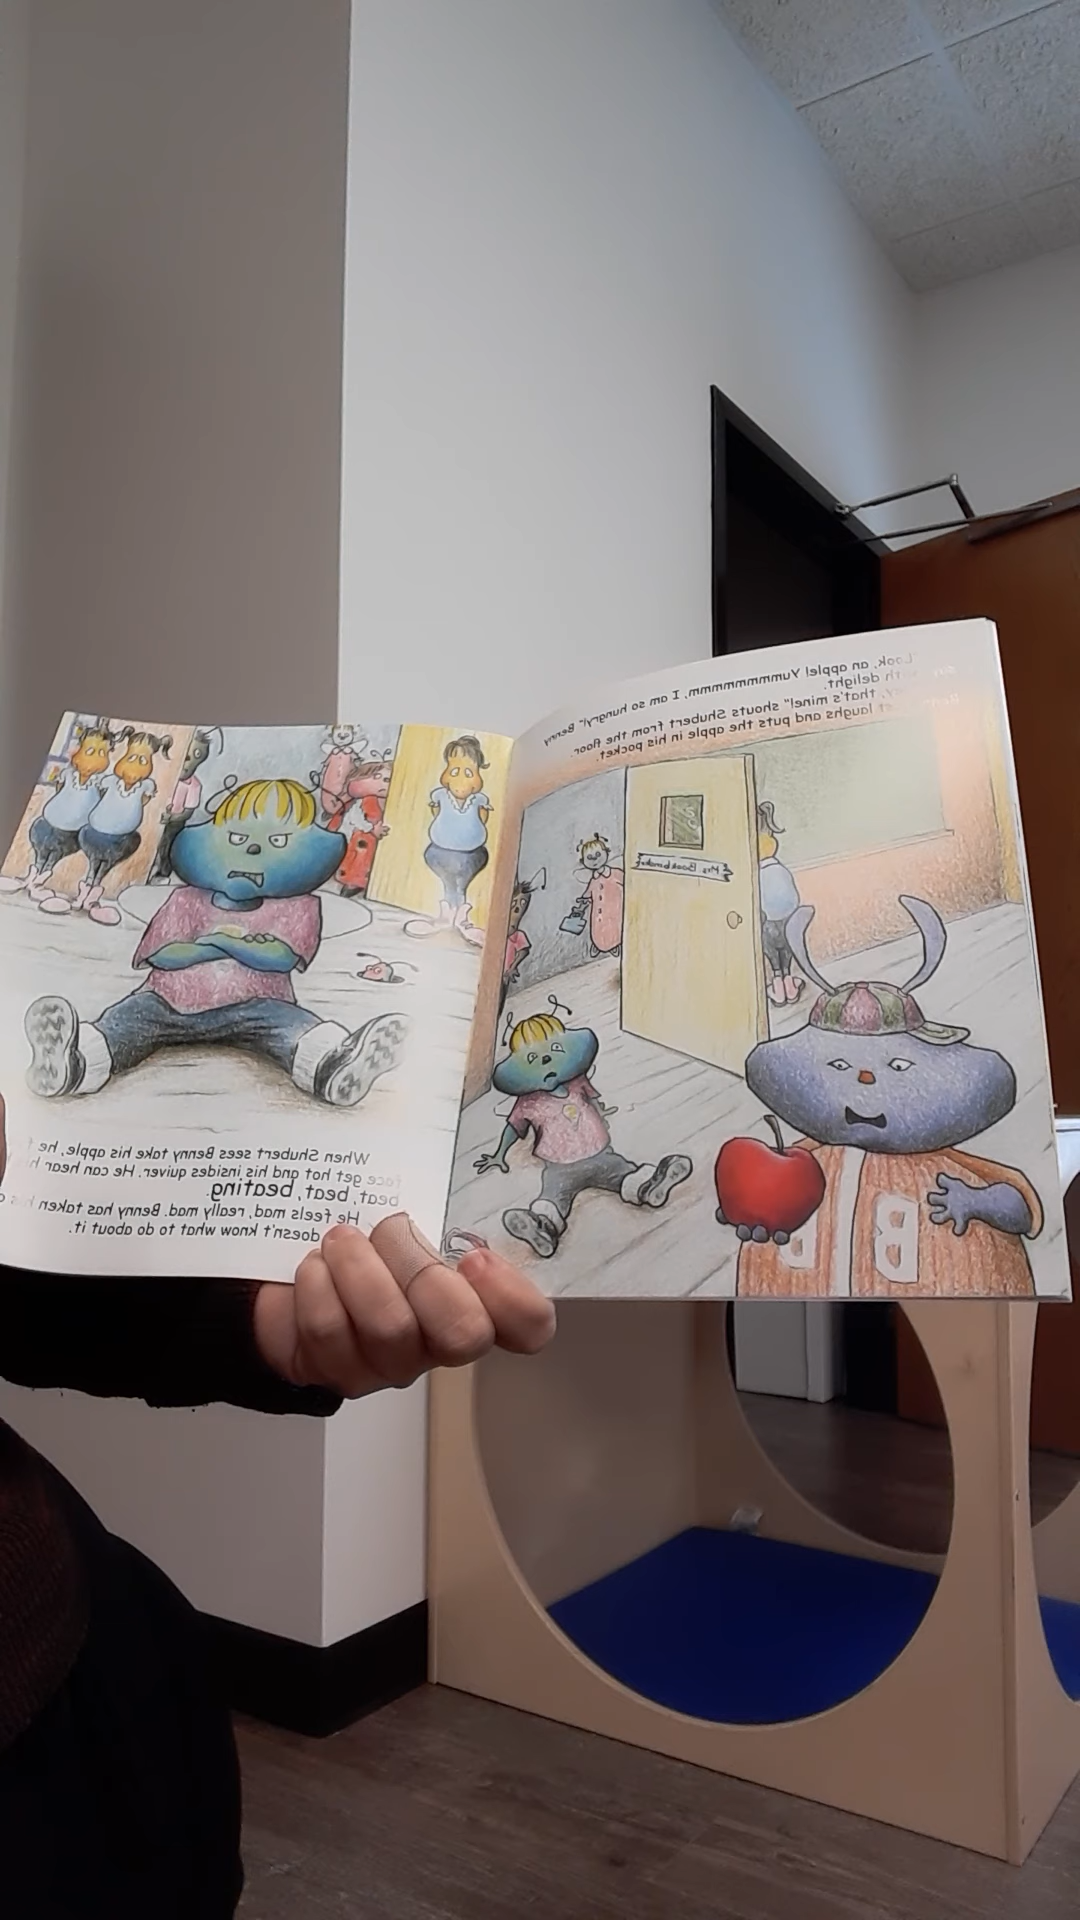 "Look, an apple! Yummmmmmmm, I am so hungry!" Benny
with delight.
that's mine!" shouts Shubert from the floor.
laughs and puts the apple in his pocket.
Mrs. Bookbinder
B B
When Shubert sees Benny take his apple, he
face get hot and his insides quiver. He can hear
beat, beat, beating.
He feels mad, really mad. Benny has taken
doesn't know what to do about it.